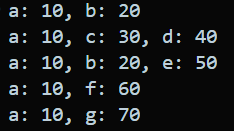 a: 10, b: 20
a: 10, c: 30, d: 40
a: 10, b: 20, e: 50
a: 10, f: 60
a: 10, g: 70